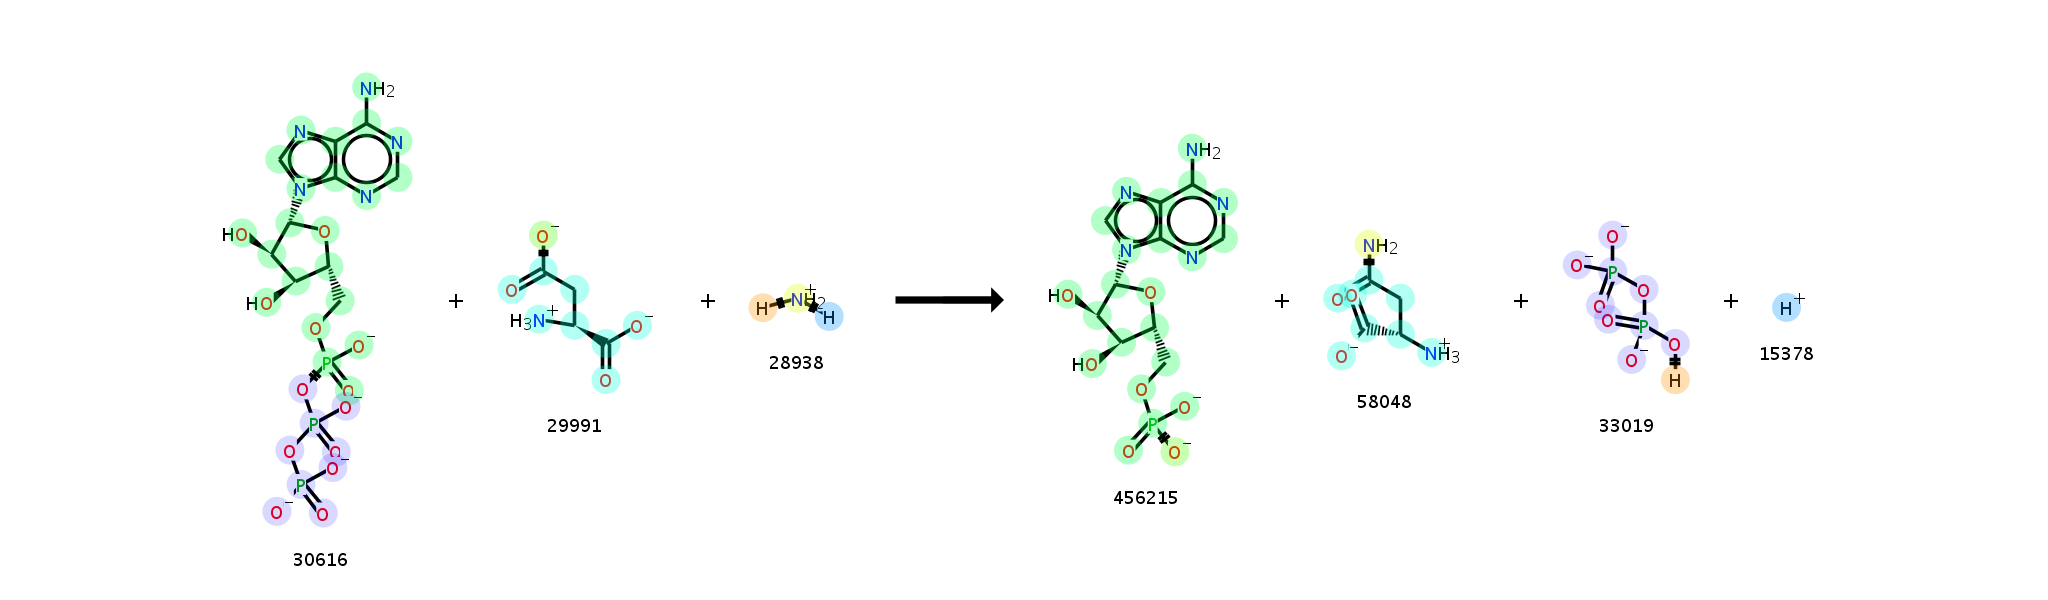 NH2
N
N
N
N
HO
O
HO
O
O-
P
O
O
O-
P
O
O
O-
P
O-
O
30616
+
O-
O
H3N+
O-
O
29991
+
H
NH2+
H
28938
NH2
N
N
N
N
HO
O
HO
O
O-
P
O
O-
456215
+
NH2
O
O
O-
NH3+
58048
+
O-
O-
P
O
O
O
P
O
O-
H
33019
+
H+
15378